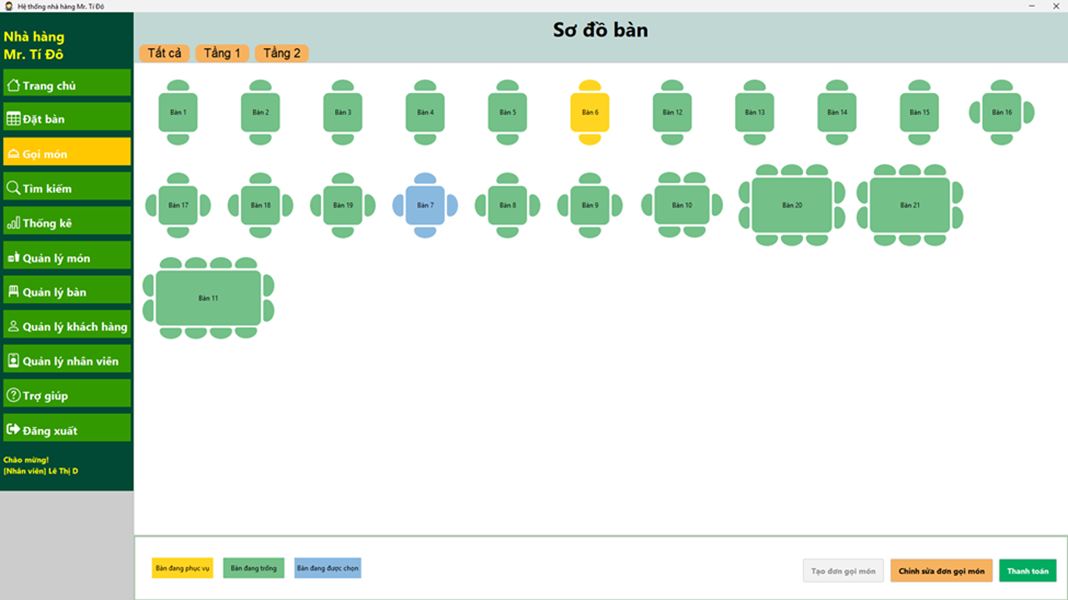 Hệ thống nhà hàng Mr. Tí Đô
Nhà hàng
Mr. Tí Đô
Trang chủ
Đặt bàn
Gọi món
Tìm kiếm
Thống kê
Quản lý món
Quản lý bàn
Quản lý khách hàng
Quản lý nhân viên
Trợ giúp
Đăng xuất
Chào mừng!
[Nhân viên] Lê Thị D
Sơ đồ bàn
Tất cả Tầng 1 Tầng 2
Bàn 1 Bàn 2 Bàn 3 Bàn 4 Bàn 5 Bàn 6 Bàn 12 Bàn 13 Bàn 14 Bàn 15 Bàn 16
Bàn 17 Bàn 18 Bàn 19 Bàn 7 Bàn 8 Bàn 9 Bàn 10 Bàn 20 Bàn 21
Bàn 11
Bàn đang phục vụ Bàn đang trống Bàn đang được chọn
Tạo đơn gọi món Chỉnh sửa đơn gọi món Thanh toán